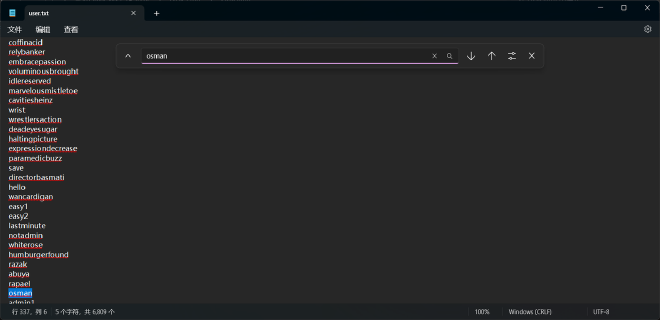 user.txt
文件 编辑 查看
osman
coffinacid
relybanker
embracepassion
voluminousbrought
idlereserved
marvelousmistletoe
cavitiesheinz
wrist
wrestlersaction
deadeyesugar
haltingpicture
expressiondecrease
paramedicbuzz
save
directorbasmati
hello
wancardigan
easy1
easy2
lastminute
notadmin
whiterose
humburgerfound
razak
abuya
rapael
osman
admin1
行 337，列 6 5 个字符，共 6,809 个 100% Windows (CRLF) UTF-8